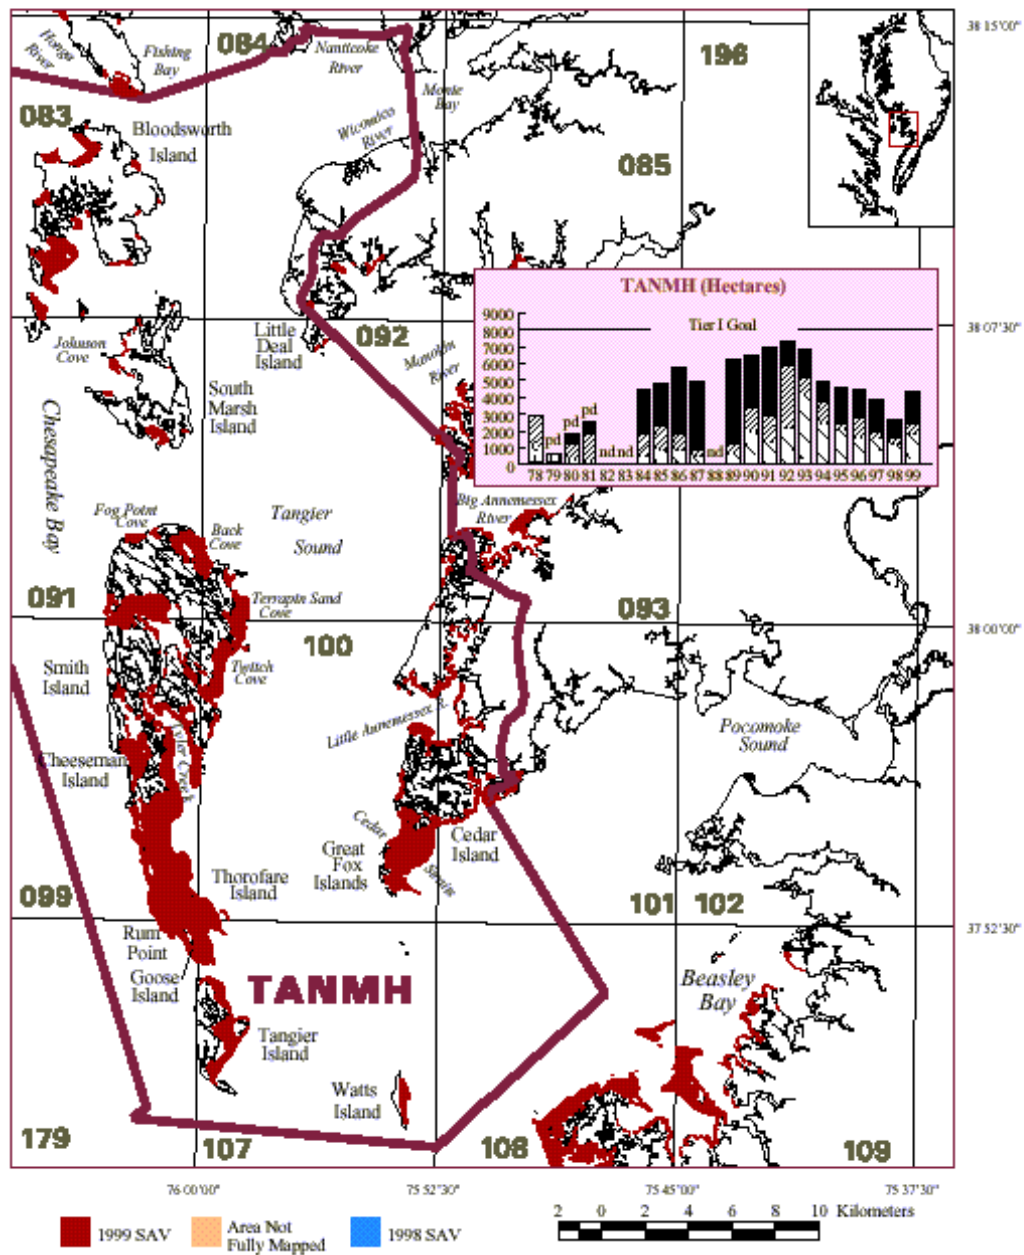 38 15'00"
084
Nanticoke
River
196
Honga
River
Fishing
Bay
Monie
Bay
083
Bloodsworth
Island
Wicomico
River
085
TANMH (Hectares)
9000
8000
7000
6000
5000
4000
3000
2000
1000
0
Tier I Goal
pd
pd
pd
nd
nd
nd
78 79 80 81 82 83 84 85 86 87 88 89 90 91 92 93 94 95 96 97 98 99
38 07'30"
Johnson
Cove
Little
Deal
Island
092
Manokin
River
South
Marsh
Island
Chesapeake Bay
Big Annemessex
River
Fog Point
Cove
Back
Cove
Tangier
Sound
091
Terrapin Sand
Cove
100
093
38 00'00"
Smith
Island
Twitch
Cove
Little Annemessex R.
Pocomoke
Sound
Cheeseman
Island
Tyler Creek
Cedar
Straits
Great
Fox
Islands
Cedar
Island
Thorofare
Island
099
101
102
37 52'30"
Rum
Point
Goose
Island
TANMH
Beasley
Bay
Tangier
Island
Watts
Island
179
107
108
109
76 00'00"
75 52'30"
75 45'00"
75 37'30"
1999 SAV
Area Not
Fully Mapped
1998 SAV
2 0 2 4 6 8 10 Kilometers